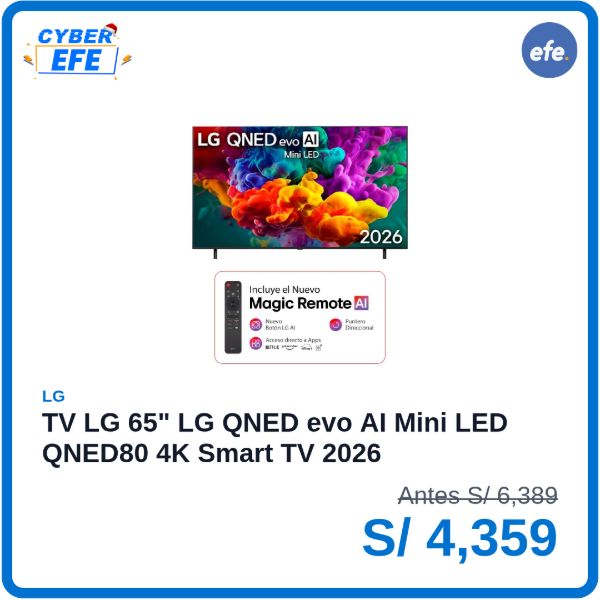 CYBER
EFE
efe.
LG QNED evo AI
Mini LED
2026
Incluye el Nuevo
Magic Remote AI
Nuevo
Botón LG AI
Puntero
Direccional
Acceso directo a Apps
NETFLIX
LG
TV LG 65" LG QNED evo AI Mini LED
QNED80 4K Smart TV 2026
Antes S/ 6,389
S/ 4,359